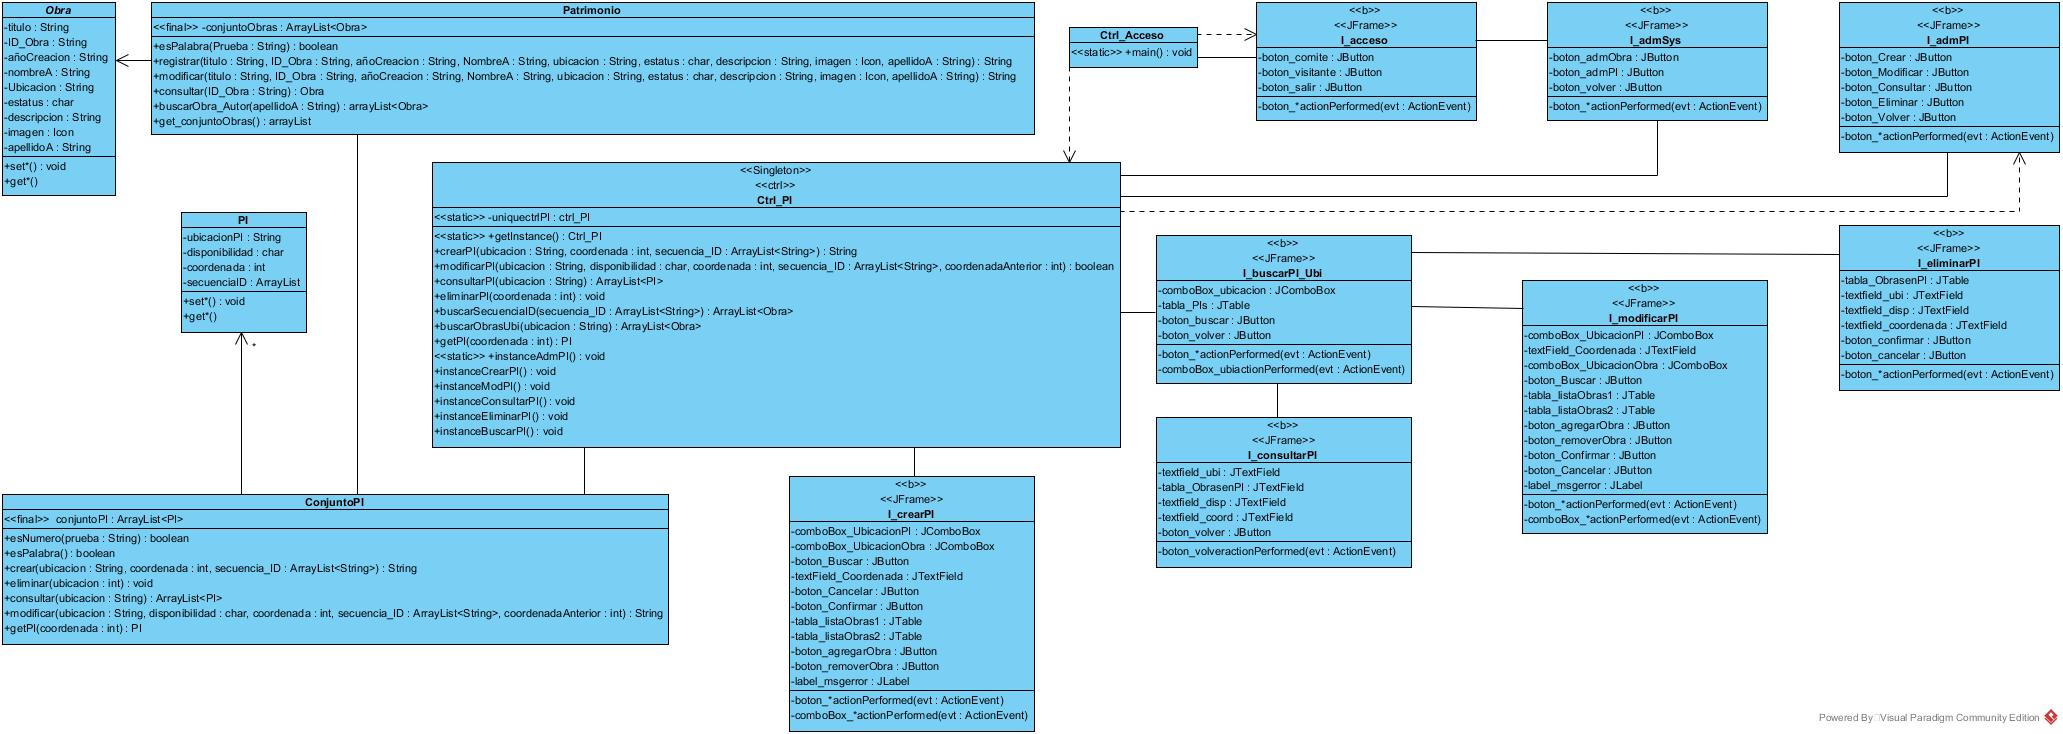 Obra
-titulo : String
-ID_Obra : String
-añoCreacion : String
-nombreA : String
-Ubicacion : String
-estatus : char
-descripcion : String
-imagen : Icon
-apellidoA : String
+set*() : void
+get*()
Patrimonio
<<final>> -conjuntoObras : ArrayList<Obra>
+esPalabra(Prueba : String) : boolean
+registrar(titulo : String, ID_Obra : String, añoCreacion : String, NombreA : String, ubicacion : String, estatus : char, descripcion : String, imagen : Icon, apellidoA : String) : String
+modificar(titulo : String, ID_Obra : String, añoCreacion : String, NombreA : String, ubicacion : String, estatus : char, descripcion : String, imagen : Icon, apellidoA : String) : String
+consultar(ID_Obra : String) : Obra
+buscarObra_Autor(apellidoA : String) : arrayList<Obra>
+get_conjuntoObras() : arrayList
Ctrl_Acceso
<<static>> +main() : void
<<b>>
<<JFrame>>
I_acceso
-boton_comite : JButton
-boton_visitante : JButton
-boton_salir : JButton
-boton_*actionPerformed(evt : ActionEvent)
<<b>>
<<JFrame>>
I_admSys
-boton_admObra : JButton
-boton_admPI : JButton
-boton_volver : JButton
-boton_*actionPerformed(evt : ActionEvent)
<<b>>
<<JFrame>>
I_admPI
-boton_Crear : JButton
-boton_Modificar : JButton
-boton_Consultar : JButton
-boton_Eliminar : JButton
-boton_Volver : JButton
-boton_*actionPerformed(evt : ActionEvent)
<<Singleton>>
<<ctrl>>
Ctrl_PI
<<static>> -uniquectrlPI : ctrl_PI
<<static>> +getInstance() : Ctrl_PI
+crearPI(ubicacion : String, coordenada : int, secuencia_ID : ArrayList<String>) : String
+modificarPI(ubicacion : String, disponibilidad : char, coordenada : int, secuencia_ID : ArrayList<String>, coordenadaAnterior : int) : boolean
+consultarPI(ubicacion : String) : ArrayList<PI>
+eliminarPI(coordenada : int) : void
+buscarSecuenciaID(secuencia_ID : ArrayList<String>) : ArrayList<Obra>
+buscarObrasUbi(ubicacion : String) : ArrayList<Obra>
+getPI(coordenada : int) : PI
<<static>> +instanceAdmPI() : void
+instanceCrearPI() : void
+instanceModPI() : void
+instanceConsultarPI() : void
+instanceEliminarPI() : void
+instanceBuscarPI() : void
PI
-ubicacionPI : String
-disponibilidad : char
-coordenada : int
-secuenciaID : ArrayList
+set*() : void
+get*()
*
<<b>>
<<JFrame>>
I_buscarPI_Ubi
-comboBox_ubicacion : JComboBox
-tabla_PIs : JTable
-boton_buscar : JButton
-boton_volver : JButton
-boton_*actionPerformed(evt : ActionEvent)
-comboBox_ubiactionPerformed(evt : ActionEvent)
<<b>>
<<JFrame>>
I_eliminarPI
-tabla_ObrasenPI : JTable
-textfield_ubi : JTextField
-textfield_disp : JTextField
-textfield_coordenada : JTextField
-boton_confirmar : JButton
-boton_cancelar : JButton
-boton_*actionPerformed(evt : ActionEvent)
<<b>>
<<JFrame>>
I_modificarPI
-comboBox_UbicacionPI : JComboBox
-textField_Coordenada : JTextField
-comboBox_UbicacionObra : JComboBox
-boton_Buscar : JButton
-tabla_listaObras1 : JTable
-tabla_listaObras2 : JTable
-boton_agregarObra : JButton
-boton_removerObra : JButton
-boton_Confirmar : JButton
-boton_Cancelar : JButton
-label_msgerror : JLabel
-boton_*actionPerformed(evt : ActionEvent)
-comboBox_*actionPerformed(evt : ActionEvent)
<<b>>
<<JFrame>>
I_consultarPI
-textfield_ubi : JTextField
-tabla_ObrasenPI : JTextField
-textfield_disp : JTextField
-textfield_coord : JTextField
-boton_volver : JButton
-boton_volveractionPerformed(evt : ActionEvent)
ConjuntoPI
<<final>> conjuntoPI : ArrayList<PI>
+esNumero(prueba : String) : boolean
+esPalabra() : boolean
+crear(ubicacion : String, coordenada : int, secuencia_ID : ArrayList<String>) : String
+eliminar(ubicacion : int) : void
+consultar(ubicacion : String) : ArrayList<PI>
+modificar(ubicacion : String, disponibilidad : char, coordenada : int, secuencia_ID : ArrayList<String>, coordenadaAnterior : int) : String
+getPI(coordenada : int) : PI
<<b>>
<<JFrame>>
I_crearPI
-comboBox_UbicacionPI : JComboBox
-comboBox_UbicacionObra : JComboBox
-boton_Buscar : JButton
-textField_Coordenada : JTextField
-boton_Cancelar : JButton
-boton_Confirmar : JButton
-tabla_listaObras1 : JTable
-tabla_listaObras2 : JTable
-boton_agregarObra : JButton
-boton_removerObra : JButton
-label_msgerror : JLabel
-boton_*actionPerformed(evt : ActionEvent)
-comboBox_*actionPerformed(evt : ActionEvent)
Powered By Visual Paradigm Community Edition